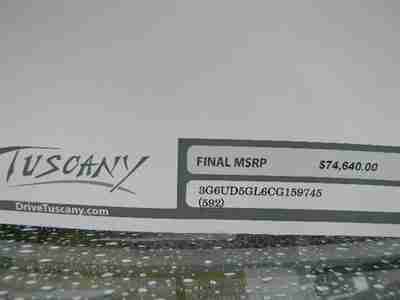 TUSCANY
DriveTuscany.com
FINAL MSRP $74,640.00
3G6UD5GL6CG159745
(592)